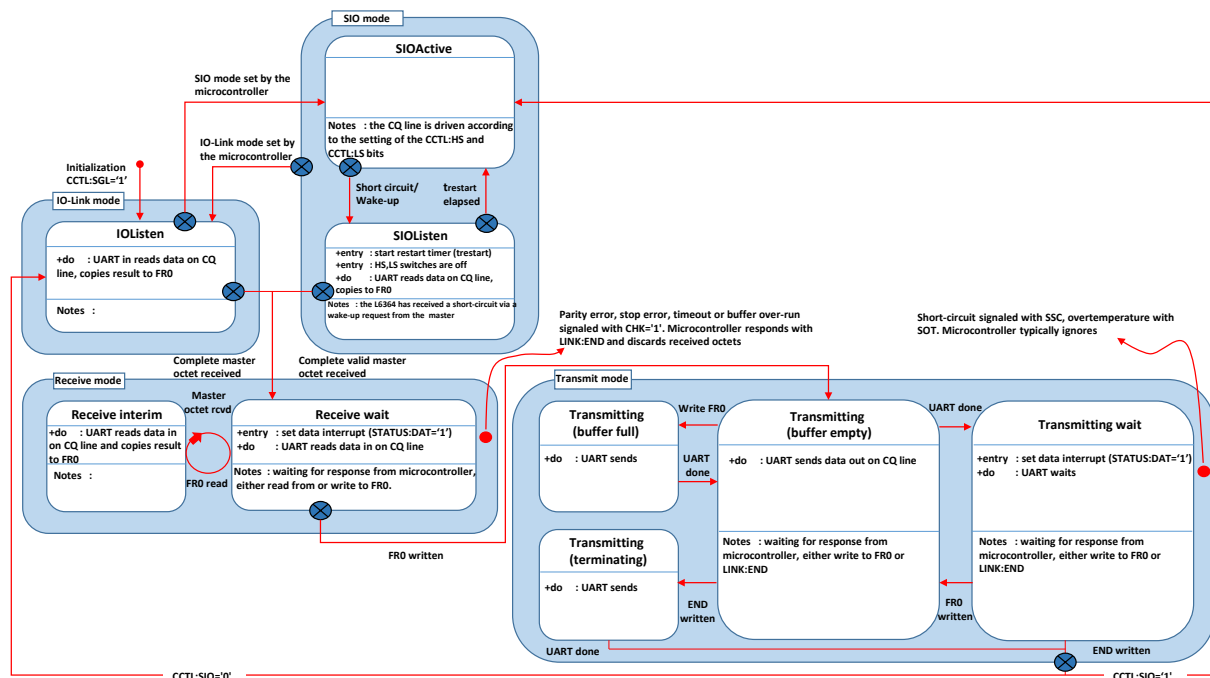 SIO mode
SIOActive
Notes : the CQ line is driven according
to the setting of the CCTL:HS and
CCTL:LS bits
SIO mode set by the
microcontroller
IO-Link mode set by
the microcontroller
Initialization
CCTL:SGL='1'
Short circuit/
Wake-up
trestart
elapsed
IO-Link mode
IOListen
+do : UART in reads data on CQ
line, copies result to FR0
Notes :
SIOListen
+entry : start restart timer (trestart)
+entry : HS,LS switches are off
+do : UART reads data on CQ line,
copies to FR0
Notes : the L6364 has received a short-circuit via a
wake-up request from the master
Parity error, stop error, timeout or buffer over-run
signaled with CHK='1'. Microcontroller responds with
LINK:END and discards received octets
Short-circuit signaled with SSC, overtemperature with
SOT. Microcontroller typically ignores
Complete master
octet received
Complete valid master
octet received
Receive mode
Receive interim
+do : UART reads data in
on CQ line and copies result
to FR0
Notes :
Master
octet rcvd
FR0 read
Receive wait
+entry : set data interrupt (STATUS:DAT='1')
+do : UART reads data in on CQ line
Notes : waiting for response from microcontroller,
either read from or write to FR0.
FR0 written
Transmit mode
Transmitting
(buffer full)
+do : UART sends
Write FR0
UART
done
Transmitting
(buffer empty)
+do : UART sends data out on CQ line
Notes : waiting for response from
microcontroller, either write to FR0 or
LINK:END
UART done
Transmitting wait
+entry : set data interrupt (STATUS:DAT='1')
+do : UART waits
Notes : waiting for response from
microcontroller, either write to FR0 or
LINK:END
Transmitting
(terminating)
+do : UART sends
END
written
FR0
written
UART done
END written
CCTL:SIO='0'
CCTL:SIO='1'